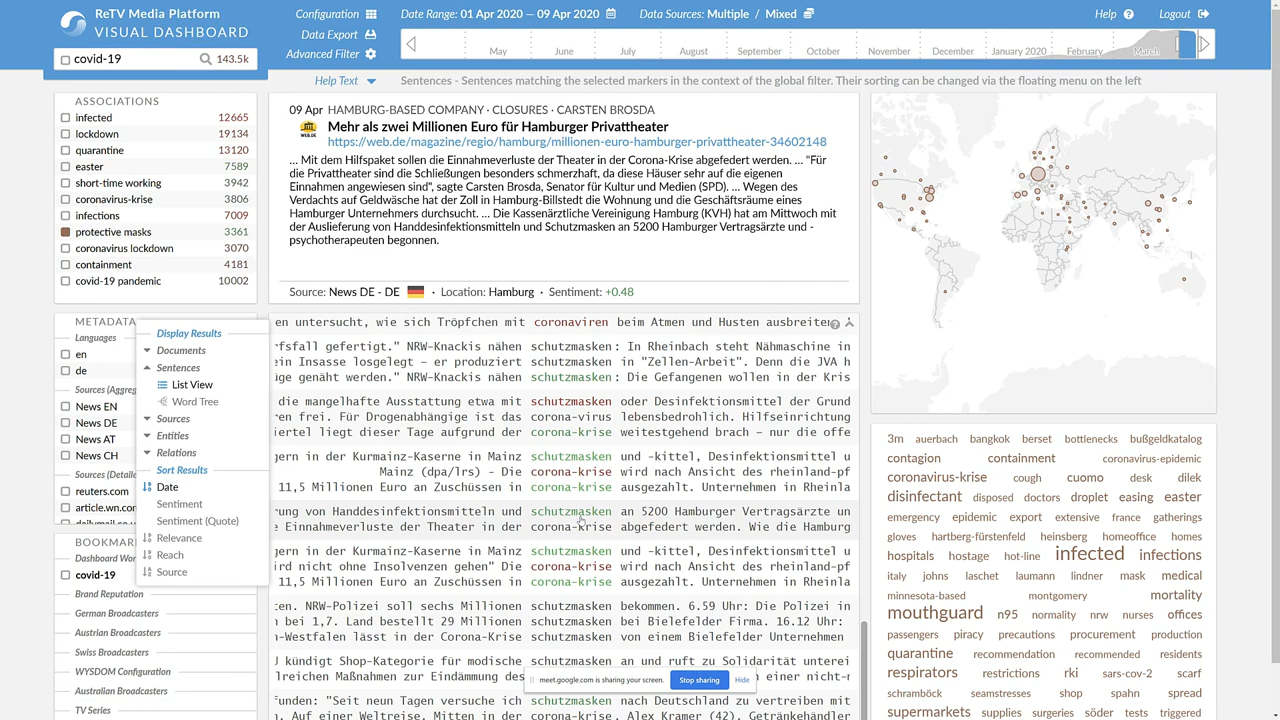 ReTV Media Platform
VISUAL DASHBOARD
covid-19 143.5k
Configuration
Data Export
Advanced Filter
Date Range: 01 Apr 2020 — 09 Apr 2020
Data Sources: Multiple / Mixed
Help
Logout
May June July August September October November December January 2020 February March
Help Text
Sentences - Sentences matching the selected markers in the context of the global filter. Their sorting can be changed via the floating menu on the left
ASSOCIATIONS
infected 12665
lockdown 19134
quarantine 13120
easter 7589
short-time working 3942
coronavirus-krise 3806
infections 7009
protective masks 3361
coronavirus lockdown 3070
containment 4181
covid-19 pandemic 10002
09 Apr HAMBURG-BASED COMPANY · CLOSURES · CARSTEN BROSDA
WEB.DE
Mehr als zwei Millionen Euro für Hamburger Privattheater
https://web.de/magazine/regio/hamburg/millionen-euro-hamburger-privattheater-34602148
... Mit dem Hilfspaket sollen die Einnahmeverluste der Theater in der Corona-Krise abgefedert werden. ... "Für
die Privattheater sind die Schließungen besonders schmerzhaft, da diese Häuser sehr auf die eigenen
Einnahmen angewiesen sind", sagte Carsten Brosda, Senator für Kultur und Medien (SPD). ... Wegen des
Verdachts auf Geldwäsche hat der Zoll in Hamburg-Billstedt die Wohnung und die Geschäftsräume eines
Hamburger Unternehmers durchsucht. ... Die Kassenärztliche Vereinigung Hamburg (KVH) hat am Mittwoch mit
der Auslieferung von Handdesinfektionsmitteln und Schutzmasken an 5200 Hamburger Vertragsärzte und -
psychotherapeuten begonnen.
Source: News DE - DE · Location: Hamburg · Sentiment: +0.48
METADATA
Languages
en
de
Sources (Aggreg
News EN
News DE
News AT
News CH
Sources (Detaile
reuters.com
article.wn.com
dailymail.co.u
BOOKMAR
Dashboard Wor
covid-19
Brand Reputation
German Broadcasters
Austrian Broadcasters
Swiss Broadcasters
WYSDOM Configuration
Australian Broadcasters
TV Series
Display Results
Documents
Sentences
List View
Word Tree
Sources
Entities
Relations
Sort Results
Date
Sentiment
Sentiment (Quote)
Relevance
Reach
Source
en untersucht, wie sich Tröpfchen mit coronaviren beim Atmen und Husten ausbreiten
rfsfall gefertigt." NRW-Knackis nähen schutzmasken: In Rheinbach steht Nähmaschine in
ein Insasse losgelegt – er produziert schutzmasken in "Zellen-Arbeit". Denn die JVA h
üge genäht werden." NRW-Knackis nähen schutzmasken: Die Gefangenen wollen in der Kris
die mangelhafte Ausstattung etwa mit schutzmasken oder Desinfektionsmittel der Grund
ren frei. Für Drogenabhängige ist das corona-virus lebensbedrohlich. Hilfseinrichtung
iertel liegt dieser Tage aufgrund der corona-krise weitestgehend brach – nur die offe
gern in der Kurmainz-Kaserne in Mainz schutzmasken und -kittel, Desinfektionsmittel u
Mainz (dpa/lrs) - Die corona-krise wird nach Ansicht des rheinland-pf
11,5 Millionen Euro an Zuschüssen in corona-krise ausgezahlt. Unternehmen in Rheinla
rung von Handdesinfektionsmitteln und schutzmasken an 5200 Hamburger Vertragsärzte un
e Einnahmeverluste der Theater in der corona-krise abgefedert werden. Wie die Hamburg
gern in der Kurmainz-Kaserne in Mainz schutzmasken und -kittel, Desinfektionsmittel u
ird nicht ohne Insolvenzen gehen" Die corona-krise wird nach Ansicht des rheinland-pf
11,5 Millionen Euro an Zuschüssen in corona-krise ausgezahlt. Unternehmen in Rheinla
ten. NRW-Polizei soll sechs Millionen schutzmasken bekommen. 6.59 Uhr: Die Polizei in
n bei 1,7. Land bestellt 29 Millionen schutzmasken bei Bielefelder Firma. 16.12 Uhr:
n-Westfalen lässt in der Corona-Krise schutzmasken von einem Bielefelder Unternehmen
U kündigt Shop-Kategorie für modische schutzmasken an und ruft zu Solidarität unterei
lreichen Maßnahmen zur Eindämmung des einer nicht-r
meet.google.com is sharing your screen. Stop sharing Hide
funden: "Seit neun Tagen versuche ich schutzmasken nach Deutschland zu vertreiben mit
. Auf einer Weltreise. Mitten in der corona-krise. Alex Kramer (42), Getränkehändler
3m auerbach bangkok berset bottlenecks bußgeldkatalog
contagion containment coronavirus-epidemic
coronavirus-krise cough cuomo desk dilek
disinfectant disposed doctors droplet easing easter
emergency epidemic export extensive france gatherings
gloves hartberg-fürstenfeld heinsberg homeoffice homes
hospitals hostage hot-line infected infections
italy johns laschet laumann lindner mask medical
minnesota-based montgomery mortality
mouthguard n95 normality nrw nurses offices
passengers piracy precautions procurement production
quarantine recommendation recommended residents
respirators restrictions rki sars-cov-2 scarf
schramböck seamstresses shop spahn spread
supermarkets supplies surgeries söder tests triggered